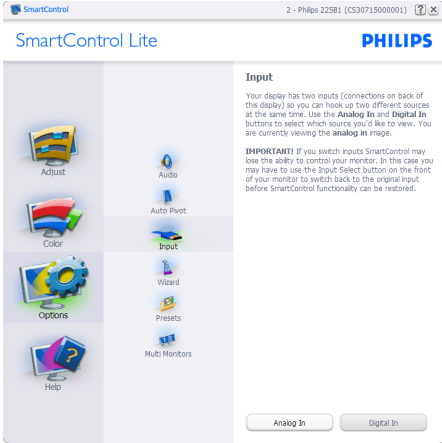 SmartControl
2 - Philips 225B1 (CS30715000001)
SmartControl Lite
PHILIPS
Adjust
Color
Options
Help
Audio
Auto Pivot
Input
Wizard
Presets
Multi Monitors
Input
Your display has two inputs (connections on back of
this display) so you can hook up two different sources
at the same time. Use the Analog In and Digital In
buttons to select which source you'd like to view. You
are currently viewing the analog in image.
IMPORTANT! If you switch inputs SmartControl may
lose the ability to control your monitor. In this case you
may have to use the Input Select button on the front
of your monitor to switch back to the original input
before SmartControl functionality can be restored.
Analog In
Digital In